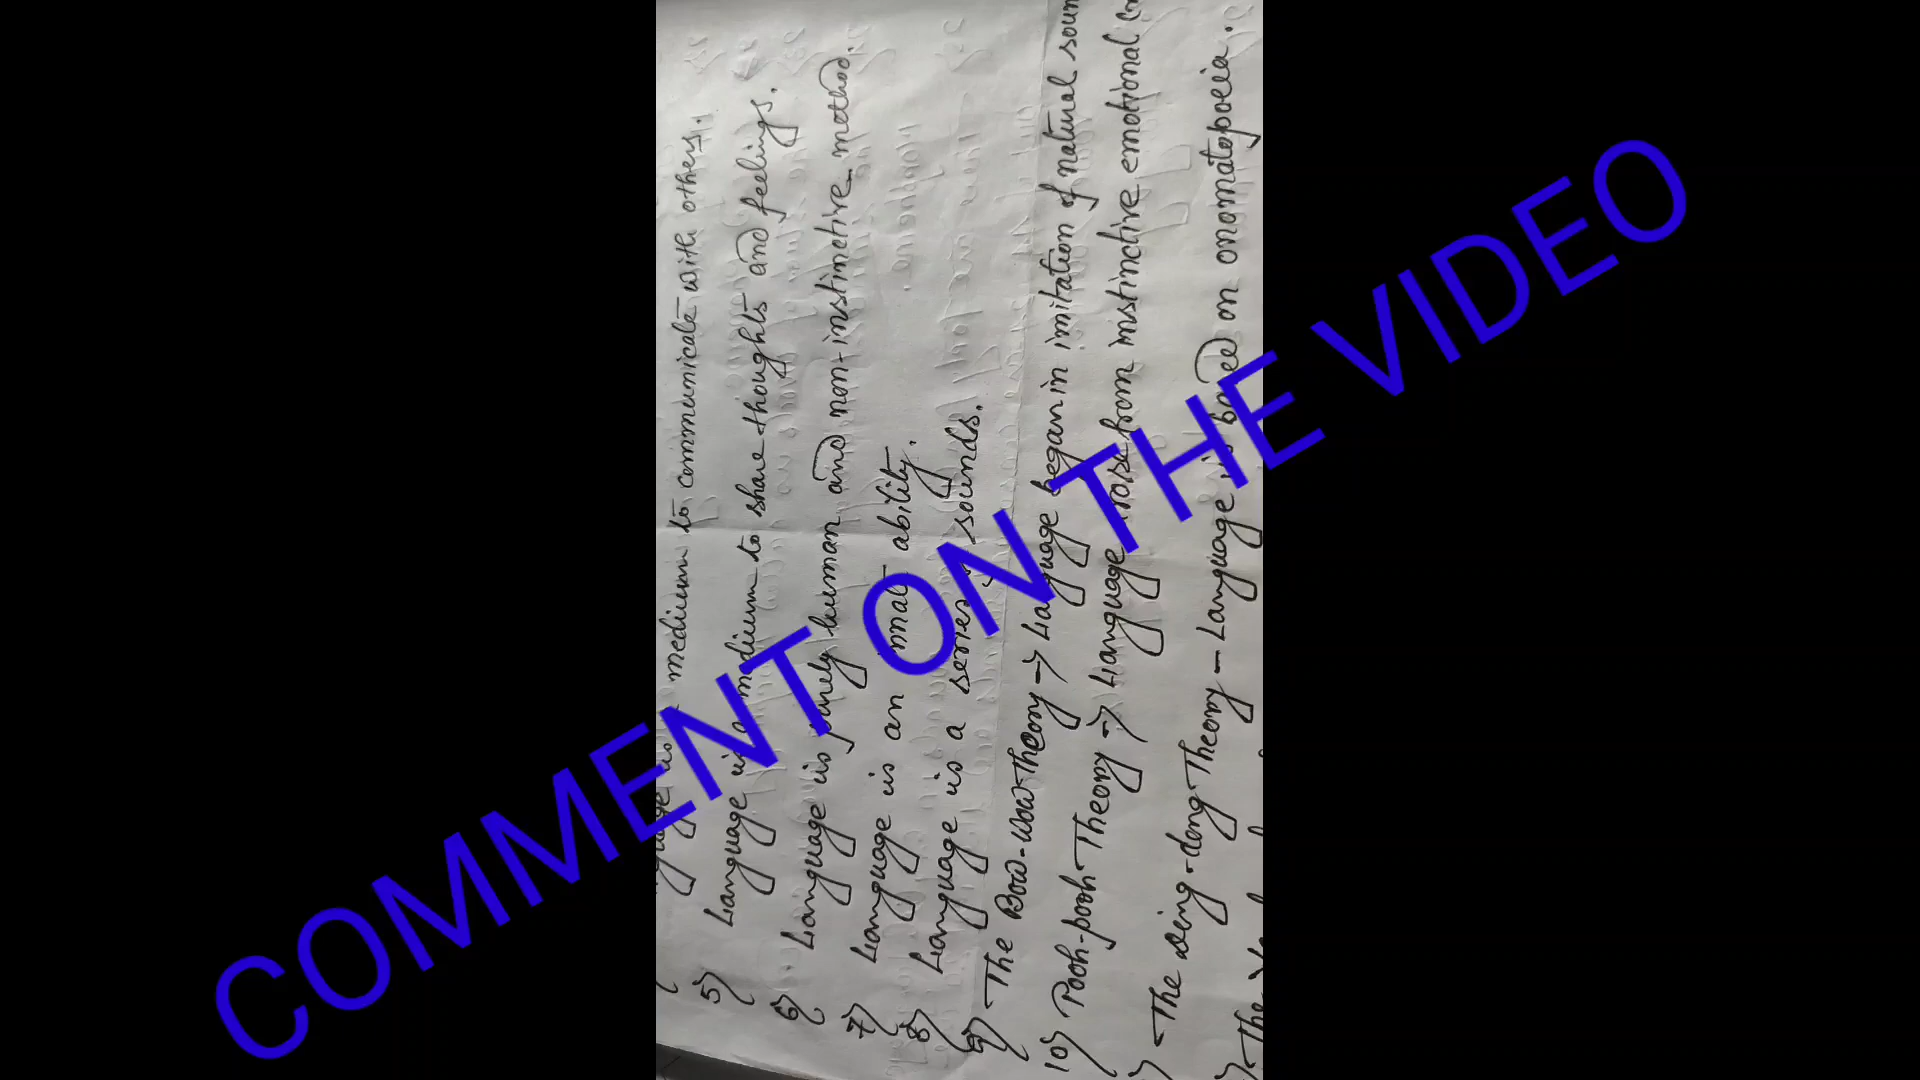 medium to communicate with others.
5) Language is a medium to share thoughts and feelings.
6) Language is purely human and non-instinctive method.
7) Language is an innate ability.
8) Language is a series sounds.
9) The Bow-wow Theory → Language began in imitation of natural soun
10) Pooh-pooh Theory → Language raise from instinctive emotional
) The ding-dong Theory - Language is based on onomatopoeia.
) The
COMMENT ON THE VIDEO